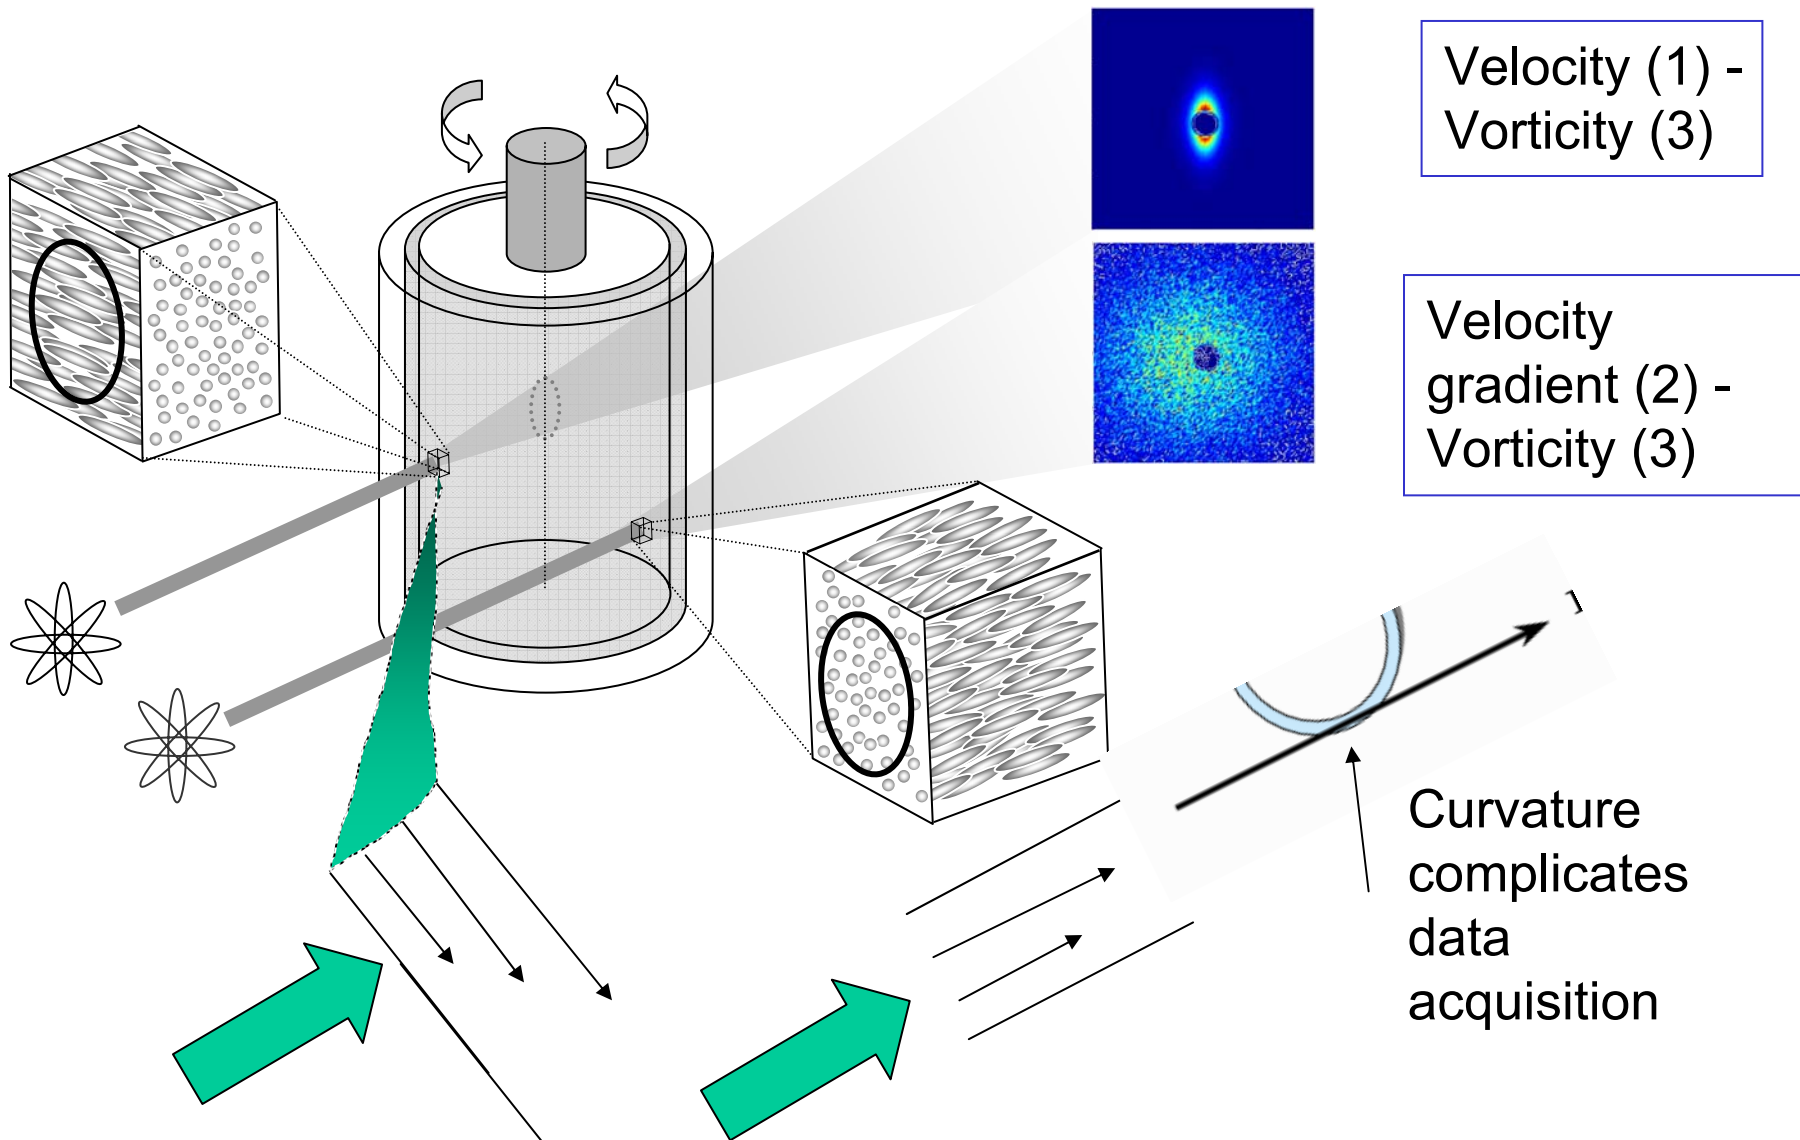 Velocity (1) -
Vorticity (3)
Velocity
gradient (2) -
Vorticity (3)
Curvature
complicates
data
acquisition